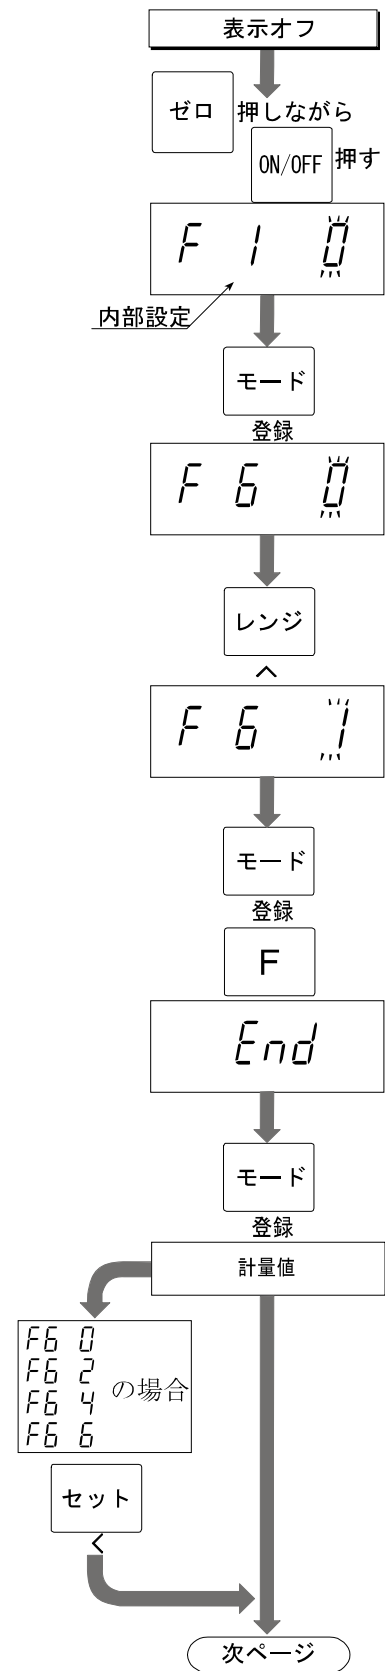 表示オフ
ゼロ 押しながら
ON/OFF 押す
F 1 0
内部設定
モード
登録
F 6 0
レンジ
^
F 6 1
モード
登録
F
End
モード
登録
計量値
F6 0
F6 2
F6 4
F6 6
の場合
セット
<
次ページ